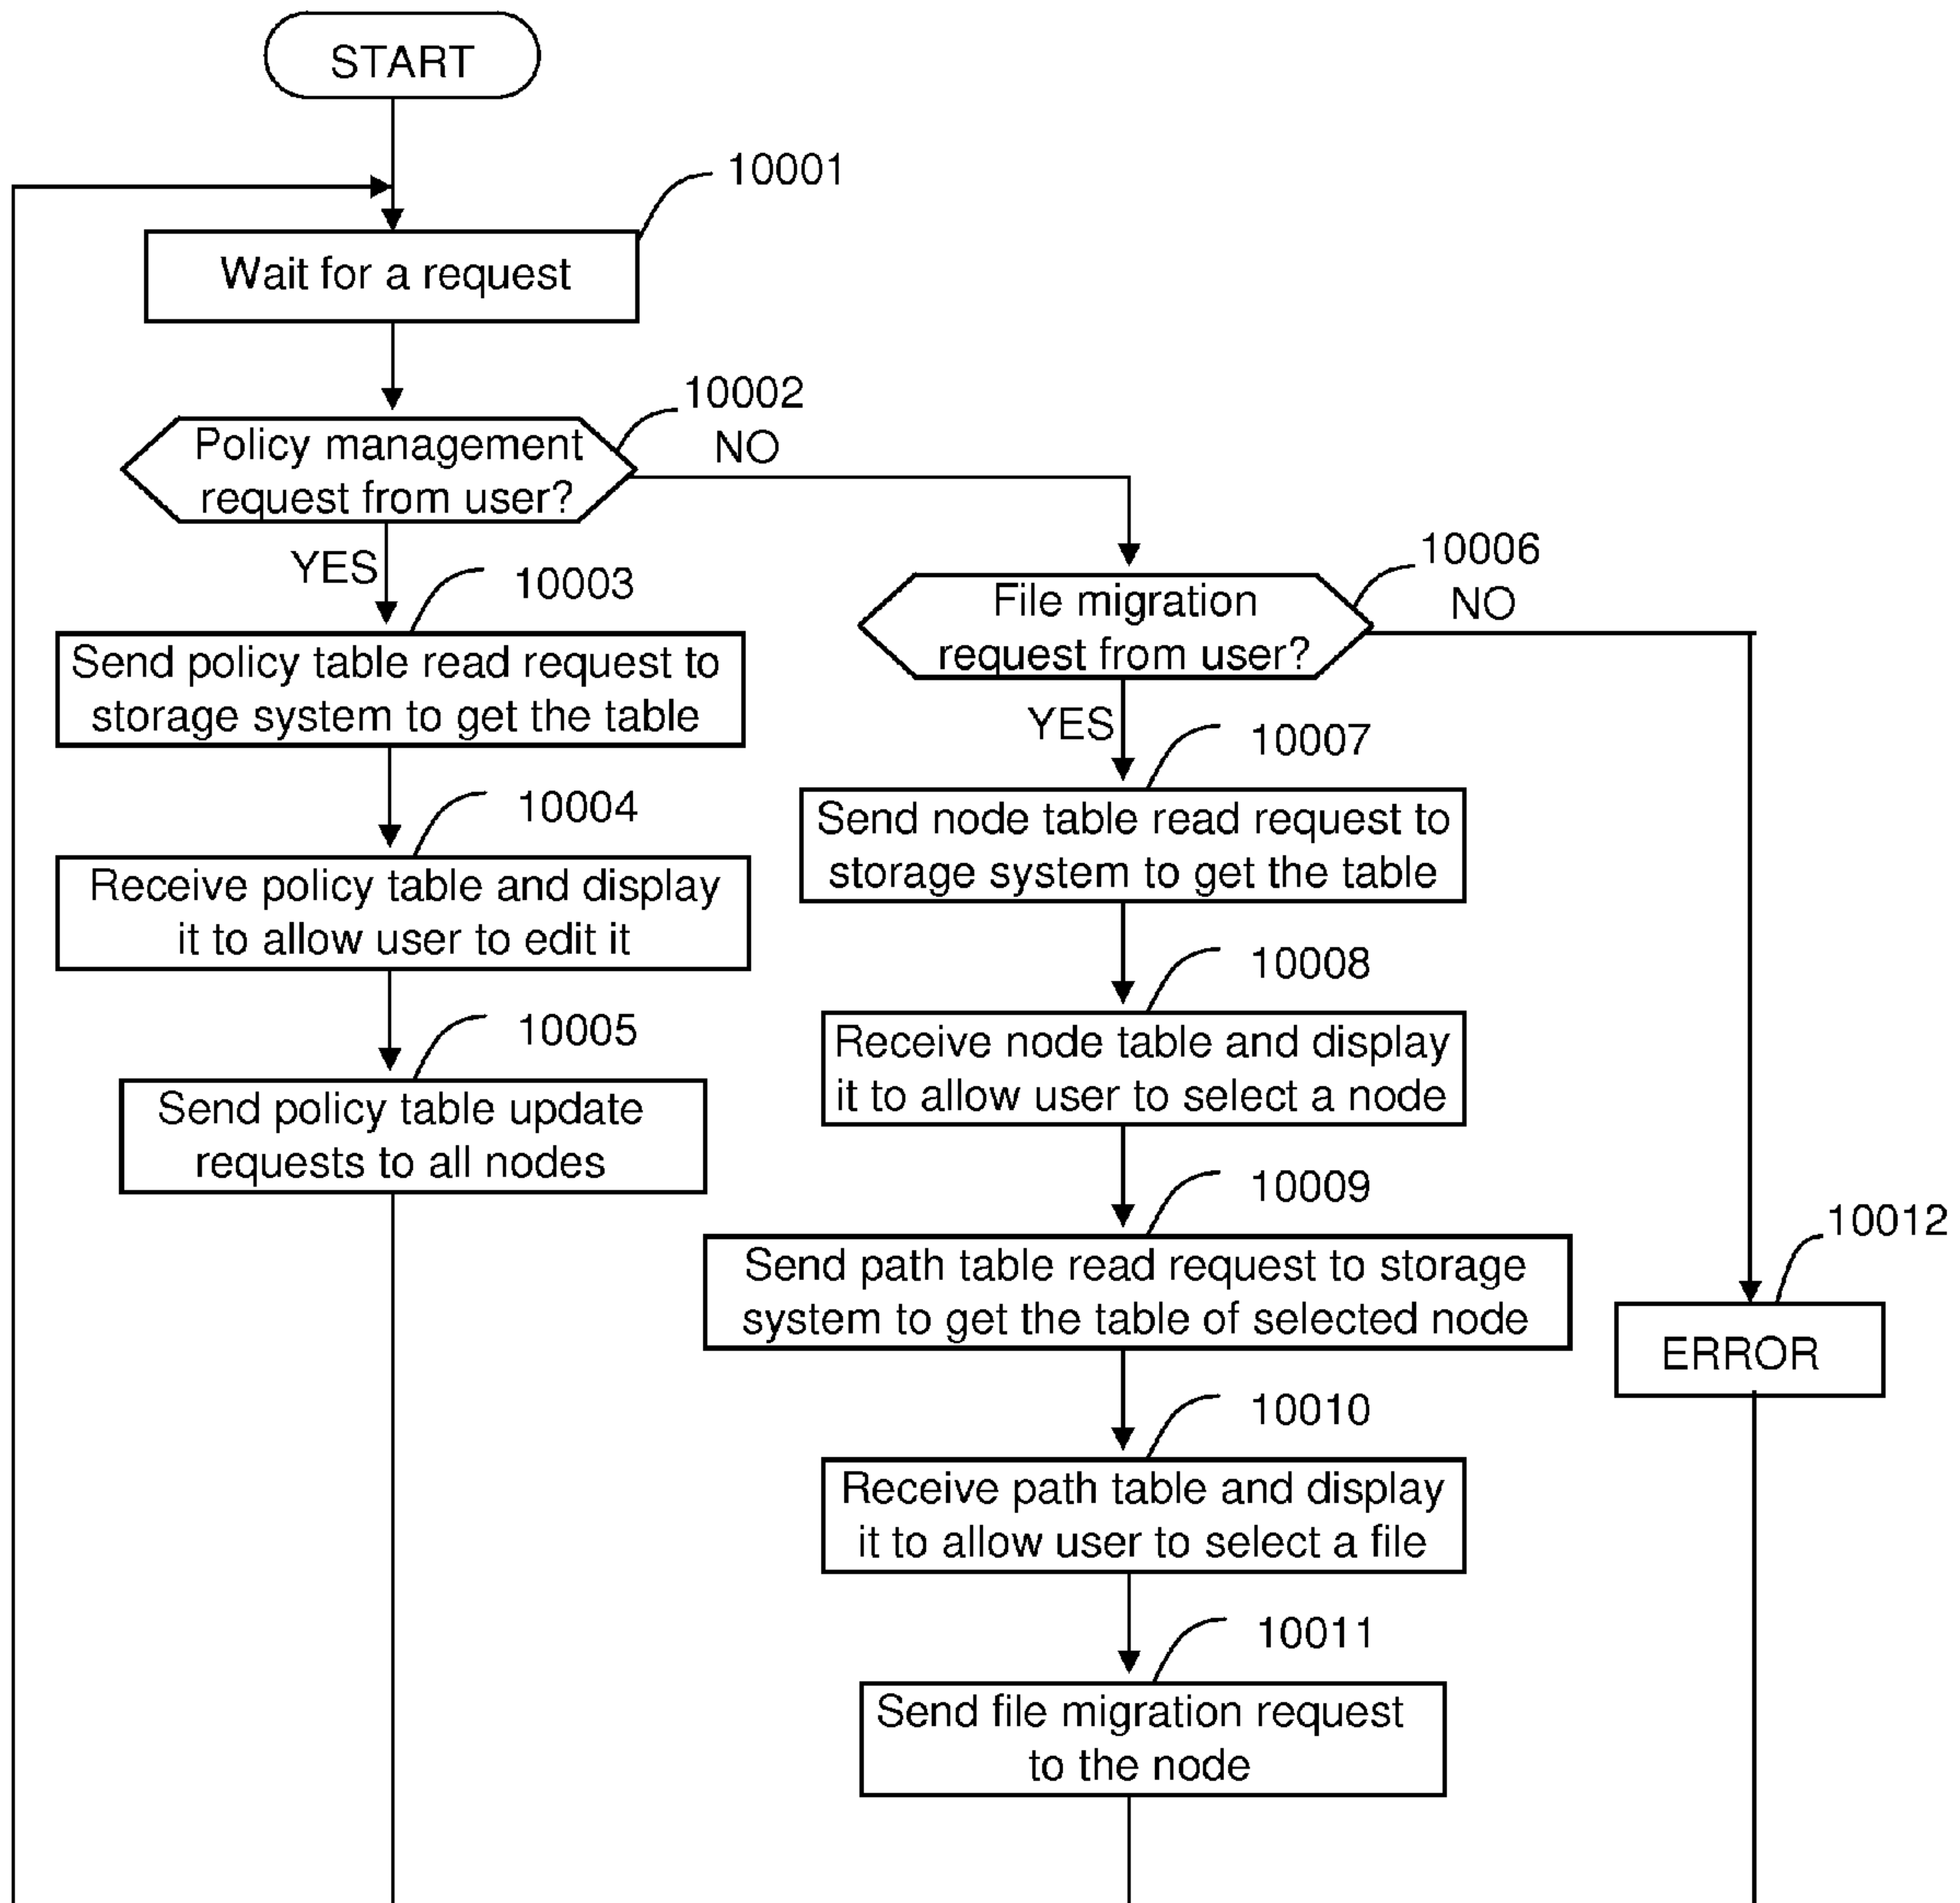 START
10001
Wait for a request
10002
Policy management
request from user?
NO
YES
10003
Send policy table read request to
storage system to get the table
10004
Receive policy table and display
it to allow user to edit it
10005
Send policy table update
requests to all nodes
10006
File migration
request from user?
NO
YES
10007
Send node table read request to
storage system to get the table
10008
Receive node table and display
it to allow user to select a node
10009
Send path table read request to storage
system to get the table of selected node
10010
Receive path table and display
it to allow user to select a file
10011
Send file migration request
to the node
10012
ERROR